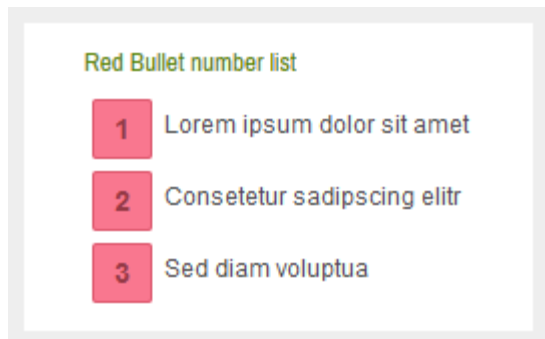 Red Bullet number list
1 Lorem ipsum dolor sit amet
2 Consetetur sadipscing elitr
3 Sed diam voluptua